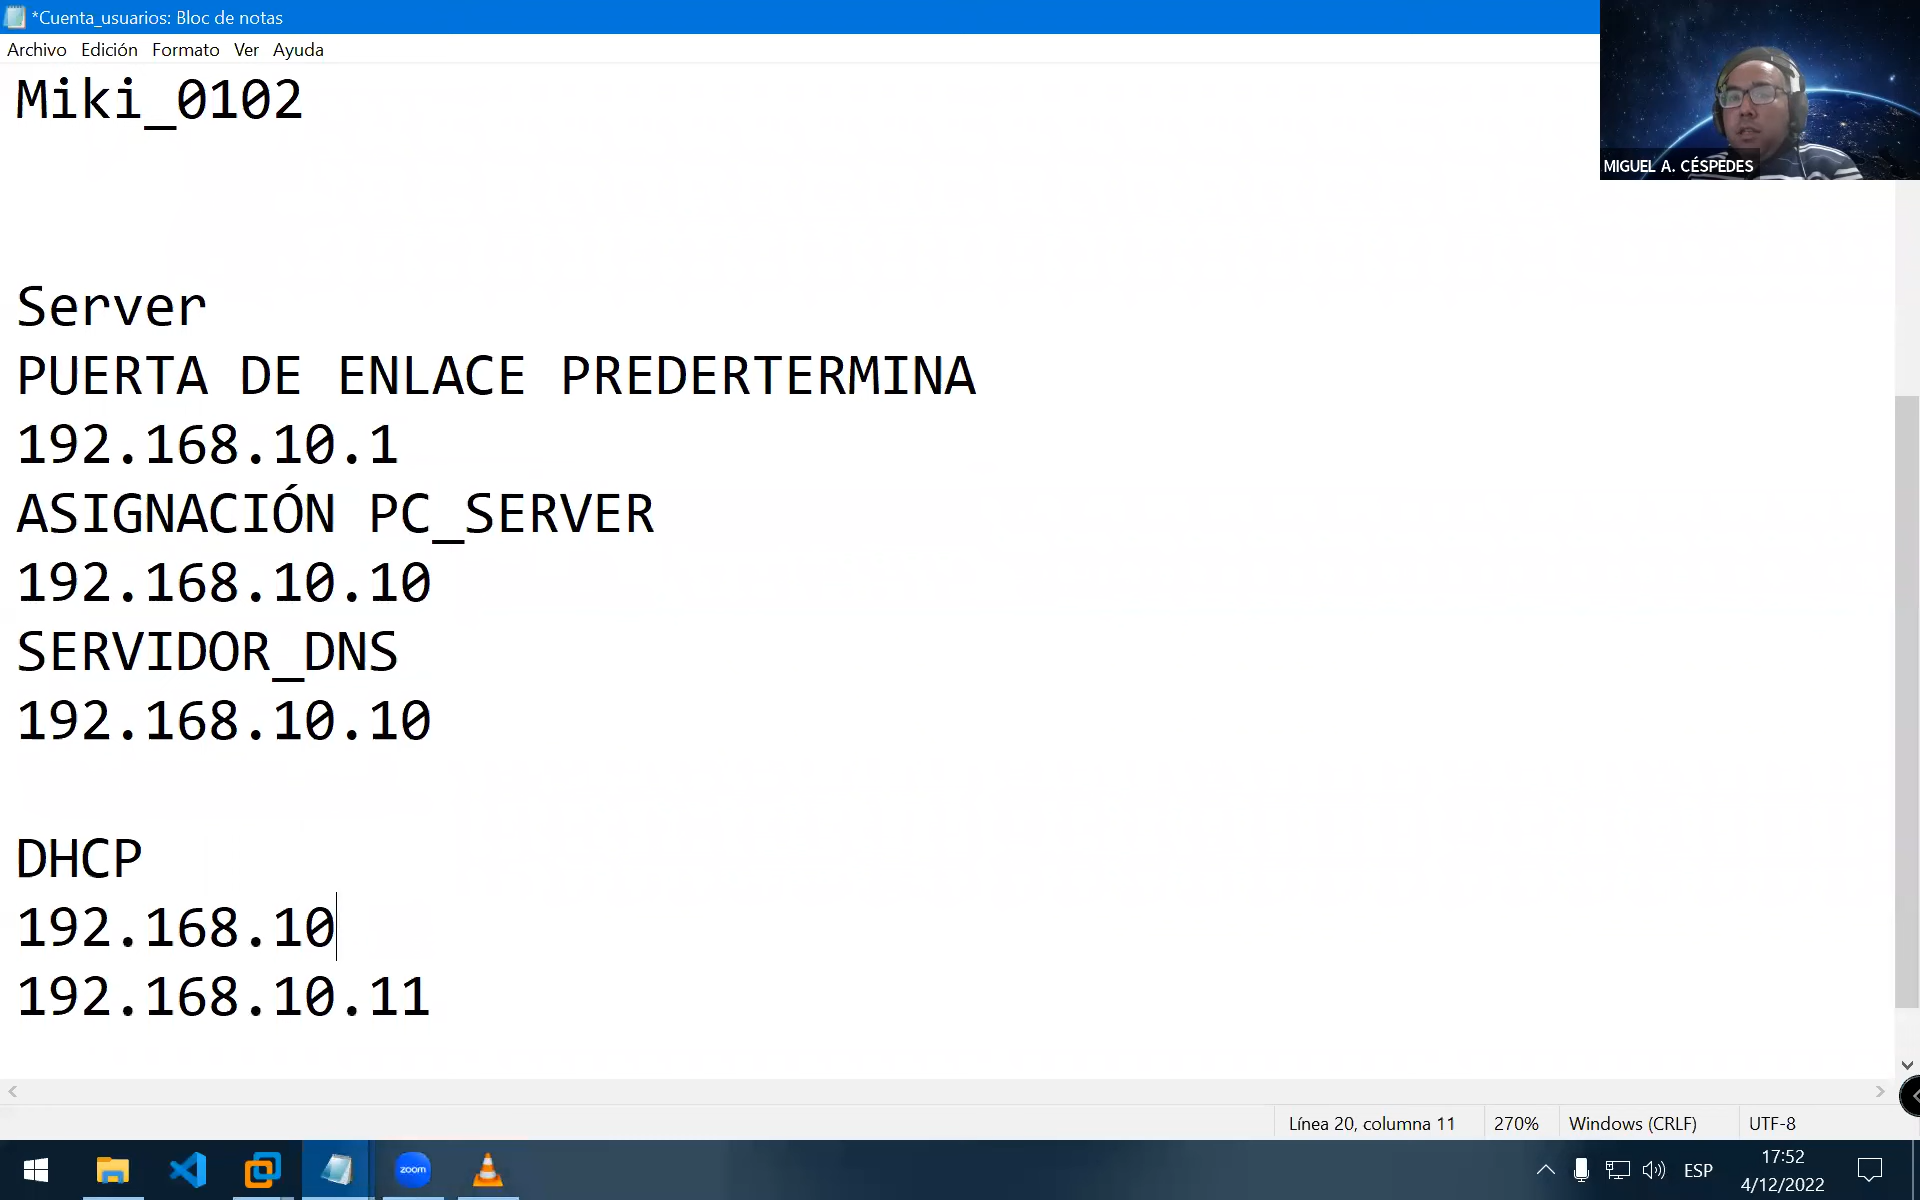 *Cuenta_usuarios: Bloc de notas
Archivo Edición Formato Ver Ayuda
Miki_0102
MIGUEL A. CÉSPEDES
Server
PUERTA DE ENLACE PREDERTERMINA
192.168.10.1
ASIGNACIÓN PC_SERVER
192.168.10.10
SERVIDOR_DNS
192.168.10.10
DHCP
192.168.10
192.168.10.11
Línea 20, columna 11 270% Windows (CRLF) UTF-8
zoom
ESP
17:52
4/12/2022